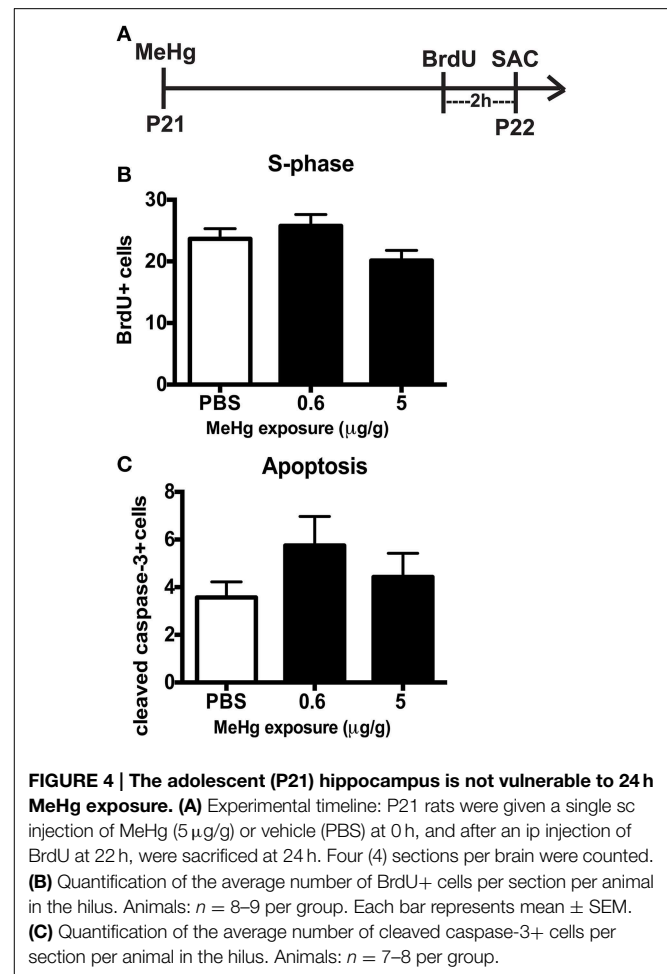 A
MeHg
BrdU SAC
----2h----
P21
P22
S-phase
B
30
20
10
0
BrdU+ cells
PBS 0.6 5
MeHg exposure (μg/g)
C
Apoptosis
8
6
4
2
0
cleaved caspase-3+cells
PBS 0.6 5
MeHg exposure (μg/g)
FIGURE 4 | The adolescent (P21) hippocampus is not vulnerable to 24 h
MeHg exposure. (A) Experimental timeline: P21 rats were given a single sc
injection of MeHg (5 μg/g) or vehicle (PBS) at 0 h, and after an ip injection of
BrdU at 22 h, were sacrificed at 24 h. Four (4) sections per brain were counted.
(B) Quantification of the average number of BrdU+ cells per section per animal
in the hilus. Animals: n = 8–9 per group. Each bar represents mean ± SEM.
(C) Quantification of the average number of cleaved caspase-3+ cells per
section per animal in the hilus. Animals: n = 7–8 per group.